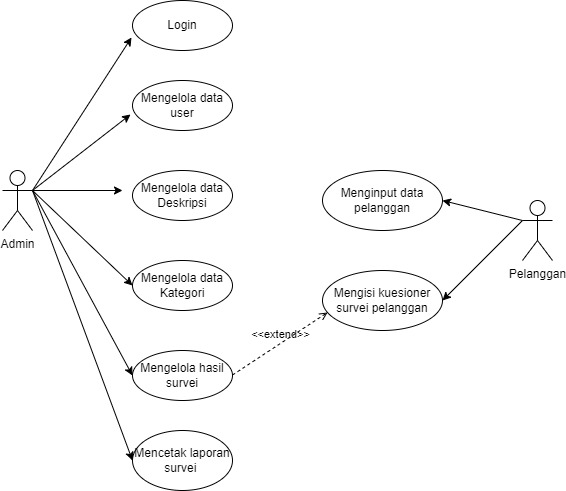 Login
Mengelola data
user
Mengelola data
Deskripsi
Admin
Mengelola data
Kategori
Mengelola hasil
survei
Mencetak laporan
survei
<<extend>>
Menginput data
pelanggan
Mengisi kuesioner
survei pelanggan
Pelanggan